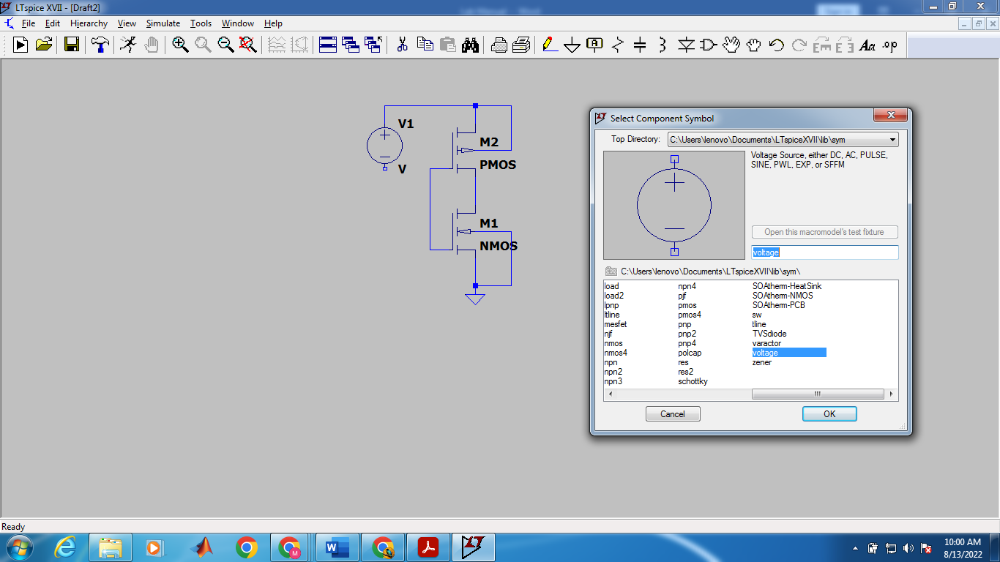 LTspice XVII - [Draft2]
File Edit Hierarchy View Simulate Tools Window Help
Aa .op
V1
V
M2
PMOS
M1
NMOS
Select Component Symbol
Top Directory: C:\Users\lenovo\Documents\LTspiceXVII\lib\sym
Voltage Source, either DC, AC, PULSE,
SINE, PWL, EXP, or SFFM
Open this macromodel's test fixture
voltage
C:\Users\lenovo\Documents\LTspiceXVII\lib\sym\
load npn4 SOAtherm-HeatSink
load2 pjf SOAtherm-NMOS
lpnp pmos SOAtherm-PCB
ltline pmos4 sw
mesfet pnp tline
njf pnp2 TVSdiode
nmos pnp4 varactor
nmos4 polcap voltage
npn res zener
npn2 res2
npn3 schottky
Cancel OK
Ready
10:00 AM
8/13/2022